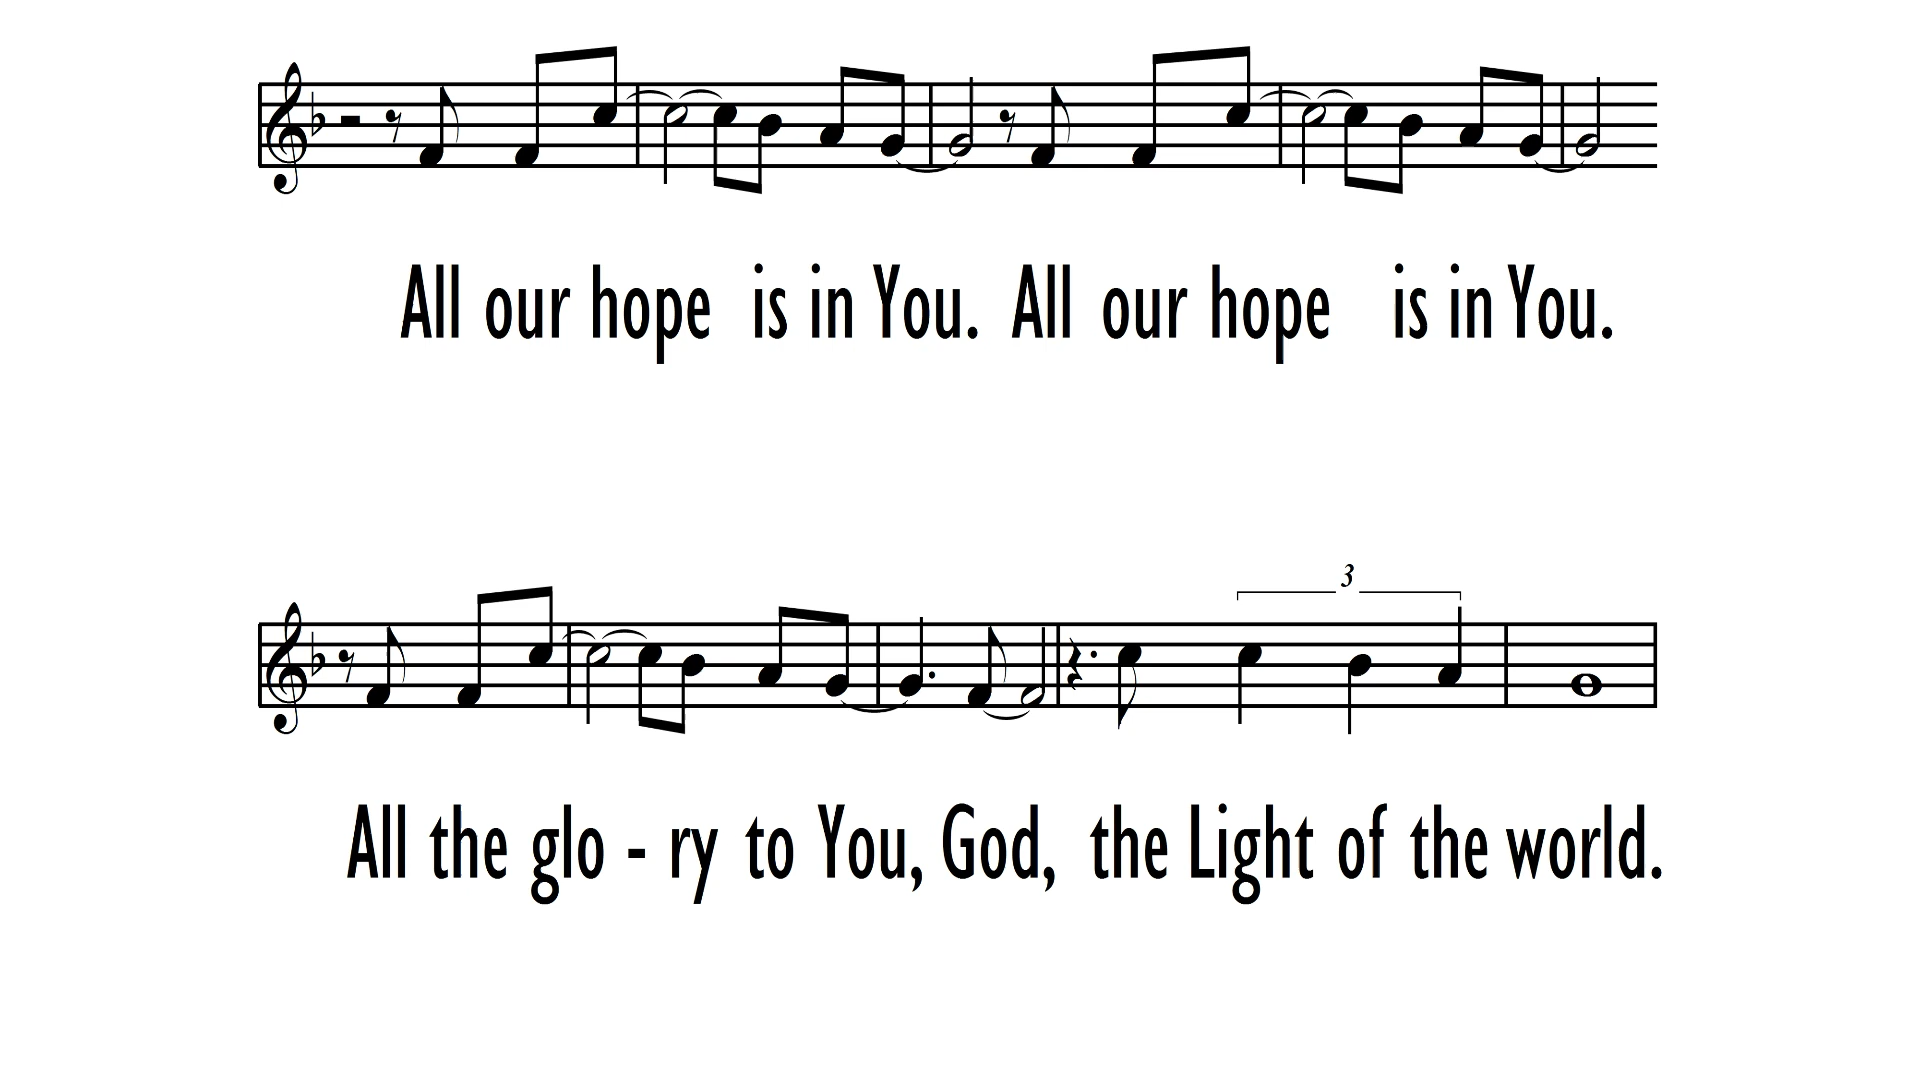 All our hope is in You. All our hope is in You.
3
All the glo - ry to You, God, the Light of the world.